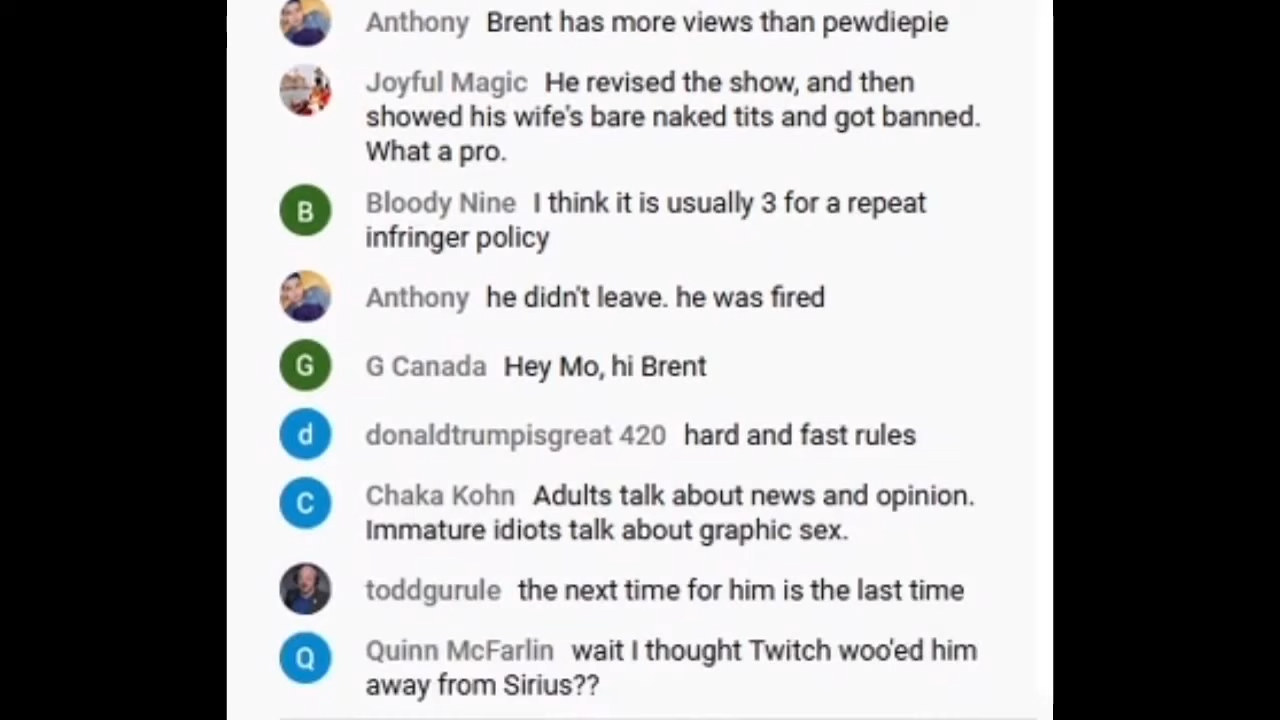 Anthony Brent has more views than pewdiepie
Joyful Magic He revised the show, and then
showed his wife's bare naked tits and got banned.
What a pro.
B Bloody Nine I think it is usually 3 for a repeat
infringer policy
Anthony he didn't leave. he was fired
G G Canada Hey Mo, hi Brent
d donaldtrumpisgreat 420 hard and fast rules
C Chaka Kohn Adults talk about news and opinion.
Immature idiots talk about graphic sex.
toddgurule the next time for him is the last time
Q Quinn McFarlin wait I thought Twitch woo'ed him
away from Sirius??